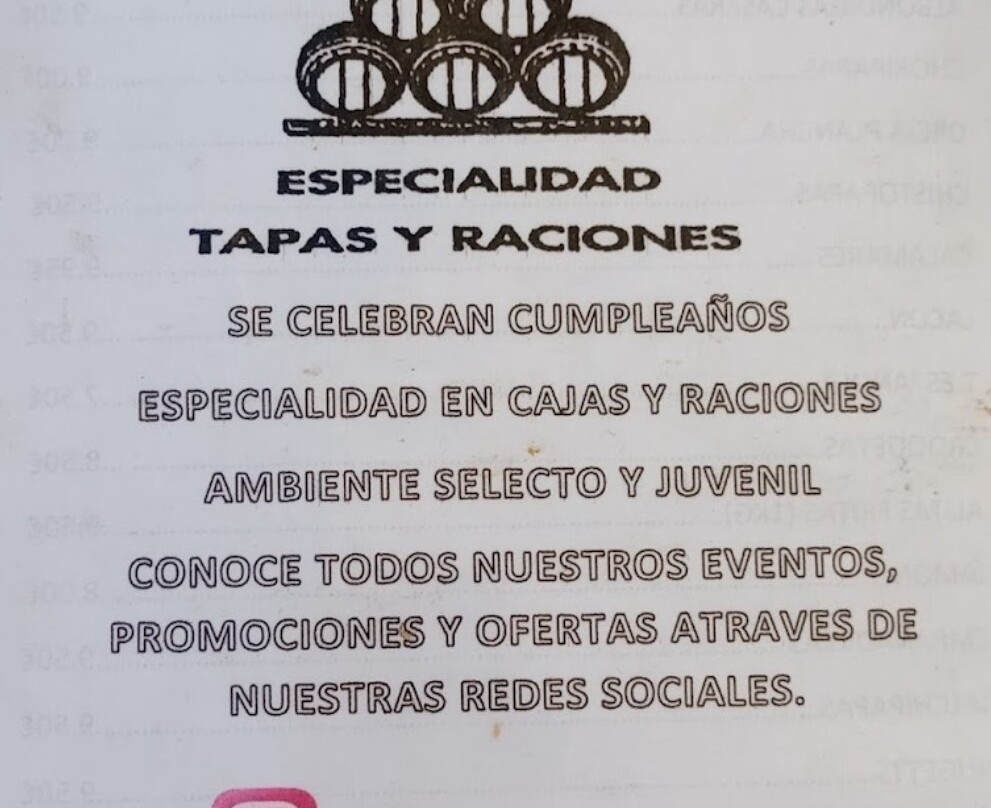 ESPECIALIDAD
TAPAS Y RACIONES
SE CELEBRAN CUMPLEAÑOS
ESPECIALIDAD EN CAJAS Y RACIONES
AMBIENTE SELECTO Y JUVENIL
CONOCE TODOS NUESTROS EVENTOS,
PROMOCIONES Y OFERTAS ATRAVES DE
NUESTRAS REDES SOCIALES.